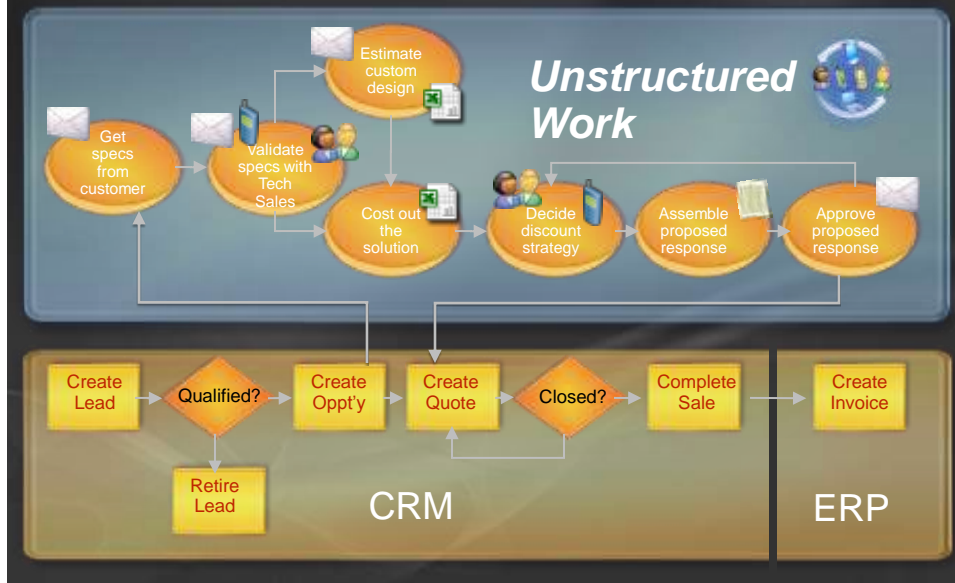 Estimate
custom
design
Unstructured
Work
Get
specs
from
customer
Validate
specs with
Tech
Sales
Cost out
the
solution
Decide
discount
strategy
Assemble
proposed
response
Approve
proposed
response
Create
Lead
Qualified?
Create
Oppt'y
Create
Quote
Closed?
Complete
Sale
Create
Invoice
Retire
Lead
CRM
ERP